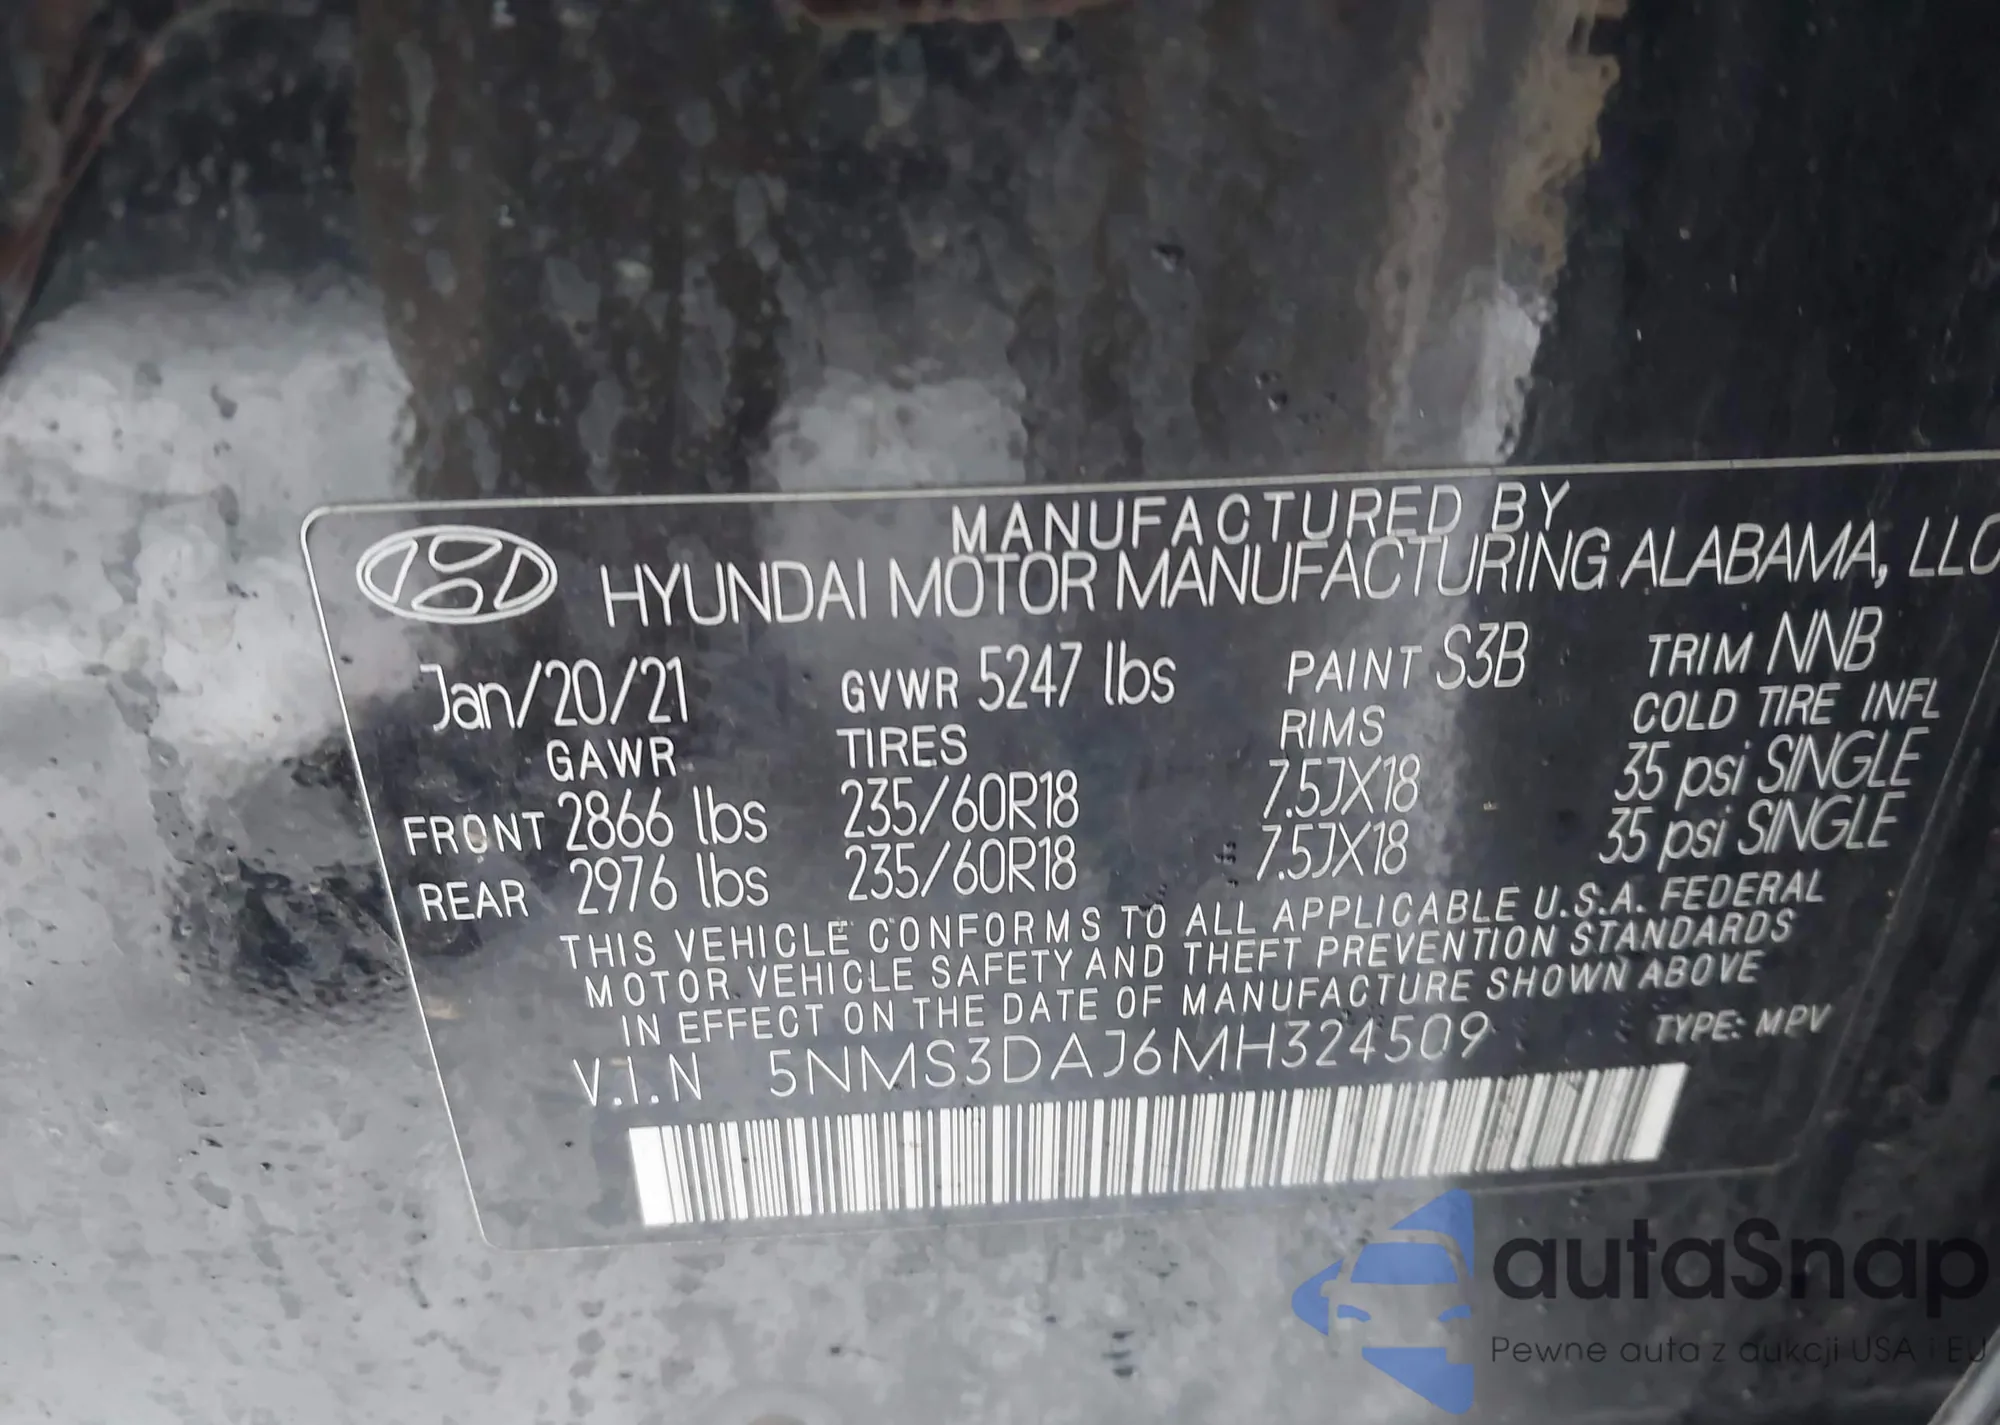 MANUFACTURED BY
HYUNDAI MOTOR MANUFACTURING ALABAMA, LLC
Jan/20/21 GVWR 5247 lbs PAINT S3B TRIM NNB
GAWR TIRES RIMS COLD TIRE INFL
FRONT 2866 lbs 235/60R18 7.5JX18 35 psi SINGLE
REAR 2976 lbs 235/60R18 7.5JX18 35 psi SINGLE
THIS VEHICLE CONFORMS TO ALL APPLICABLE U.S.A. FEDERAL
MOTOR VEHICLE SAFETY AND THEFT PREVENTION STANDARDS
IN EFFECT ON THE DATE OF MANUFACTURE SHOWN ABOVE
V.I.N 5NMS3DAJ6MH324509 TYPE: MPV
autaSnap
Pewne auta z aukcji USA i EU